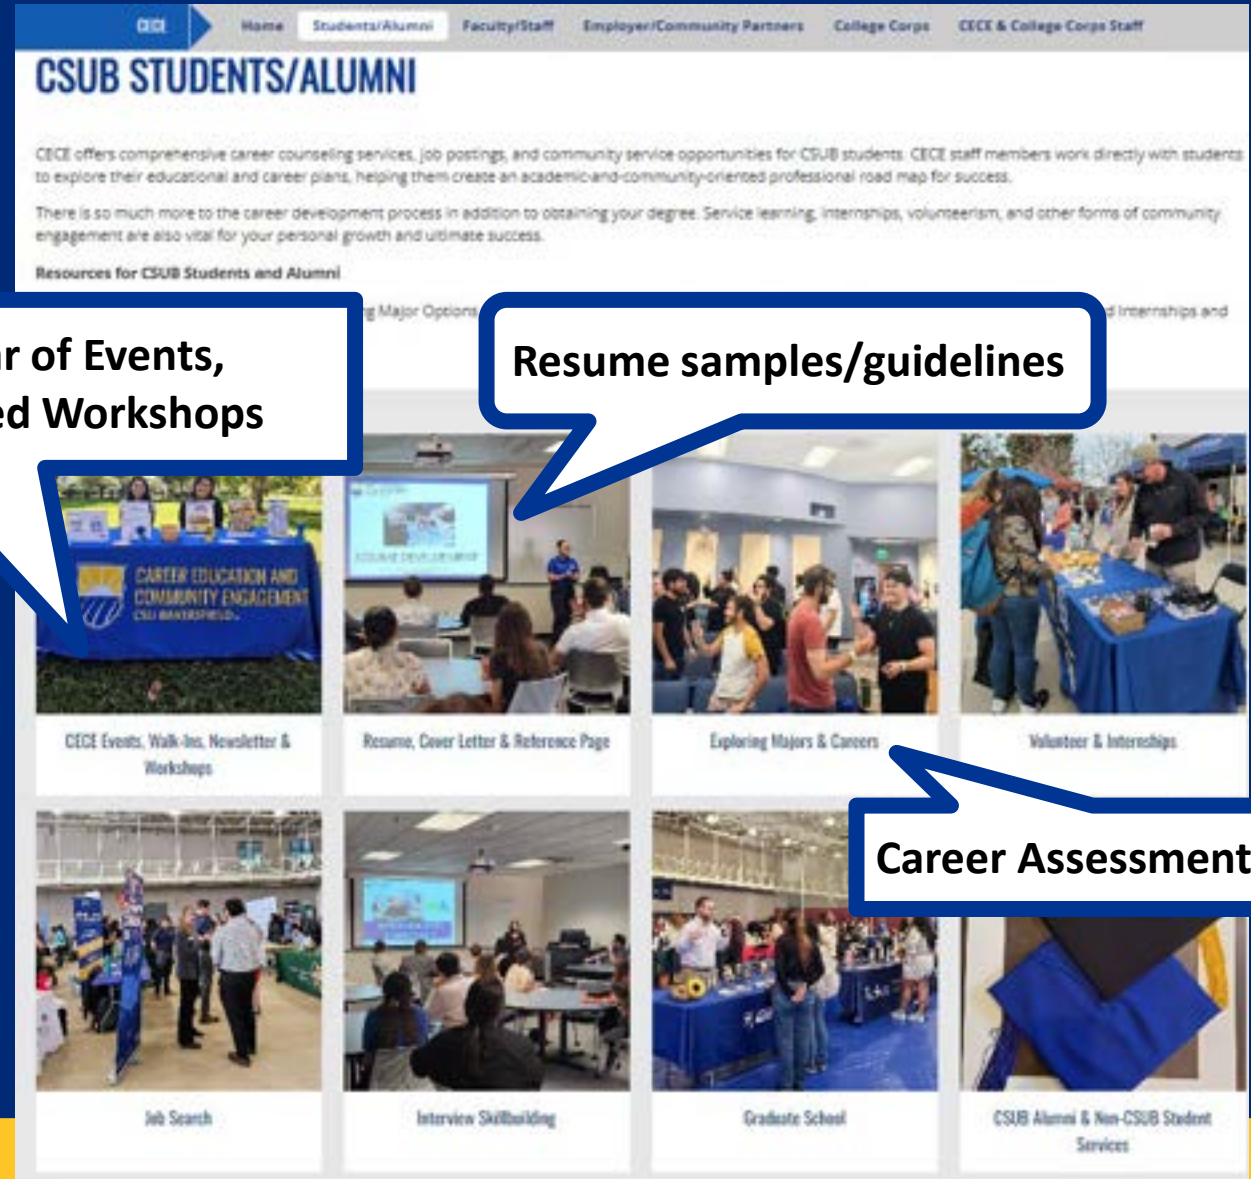 CECE Home Students/Alumni Faculty/Staff Employer/Community Partners College Corps CECE & College Corps Staff
CSUB STUDENTS/ALUMNI
CECE offers comprehensive career counseling services, job postings, and community service opportunities for CSUB students. CECE staff members work directly with students
to explore their educational and career plans, helping them create an academic-and-community-oriented professional road map for success.
There is so much more to the career development process in addition to obtaining your degree. Service learning, internships, volunteerism, and other forms of community
engagement are also vital for your personal growth and ultimate success.
Resources for CSUB Students and Alumni
Major Options
Internships and
r of Events,
ed Workshops
Resume samples/guidelines
CAREER EDUCATION AND
COMMUNITY ENGAGEMENT
CSU BAKERSFIELD
CECE Events, Walk-Ins, Newsletter &
Workshops
Resume, Cover Letter & Reference Page
Exploring Majors & Careers
Volunteer & Internships
Career Assessment
Job Search
Interview Skillbuilding
Graduate School
CSUB Alumni & Non-CSUB Student
Services